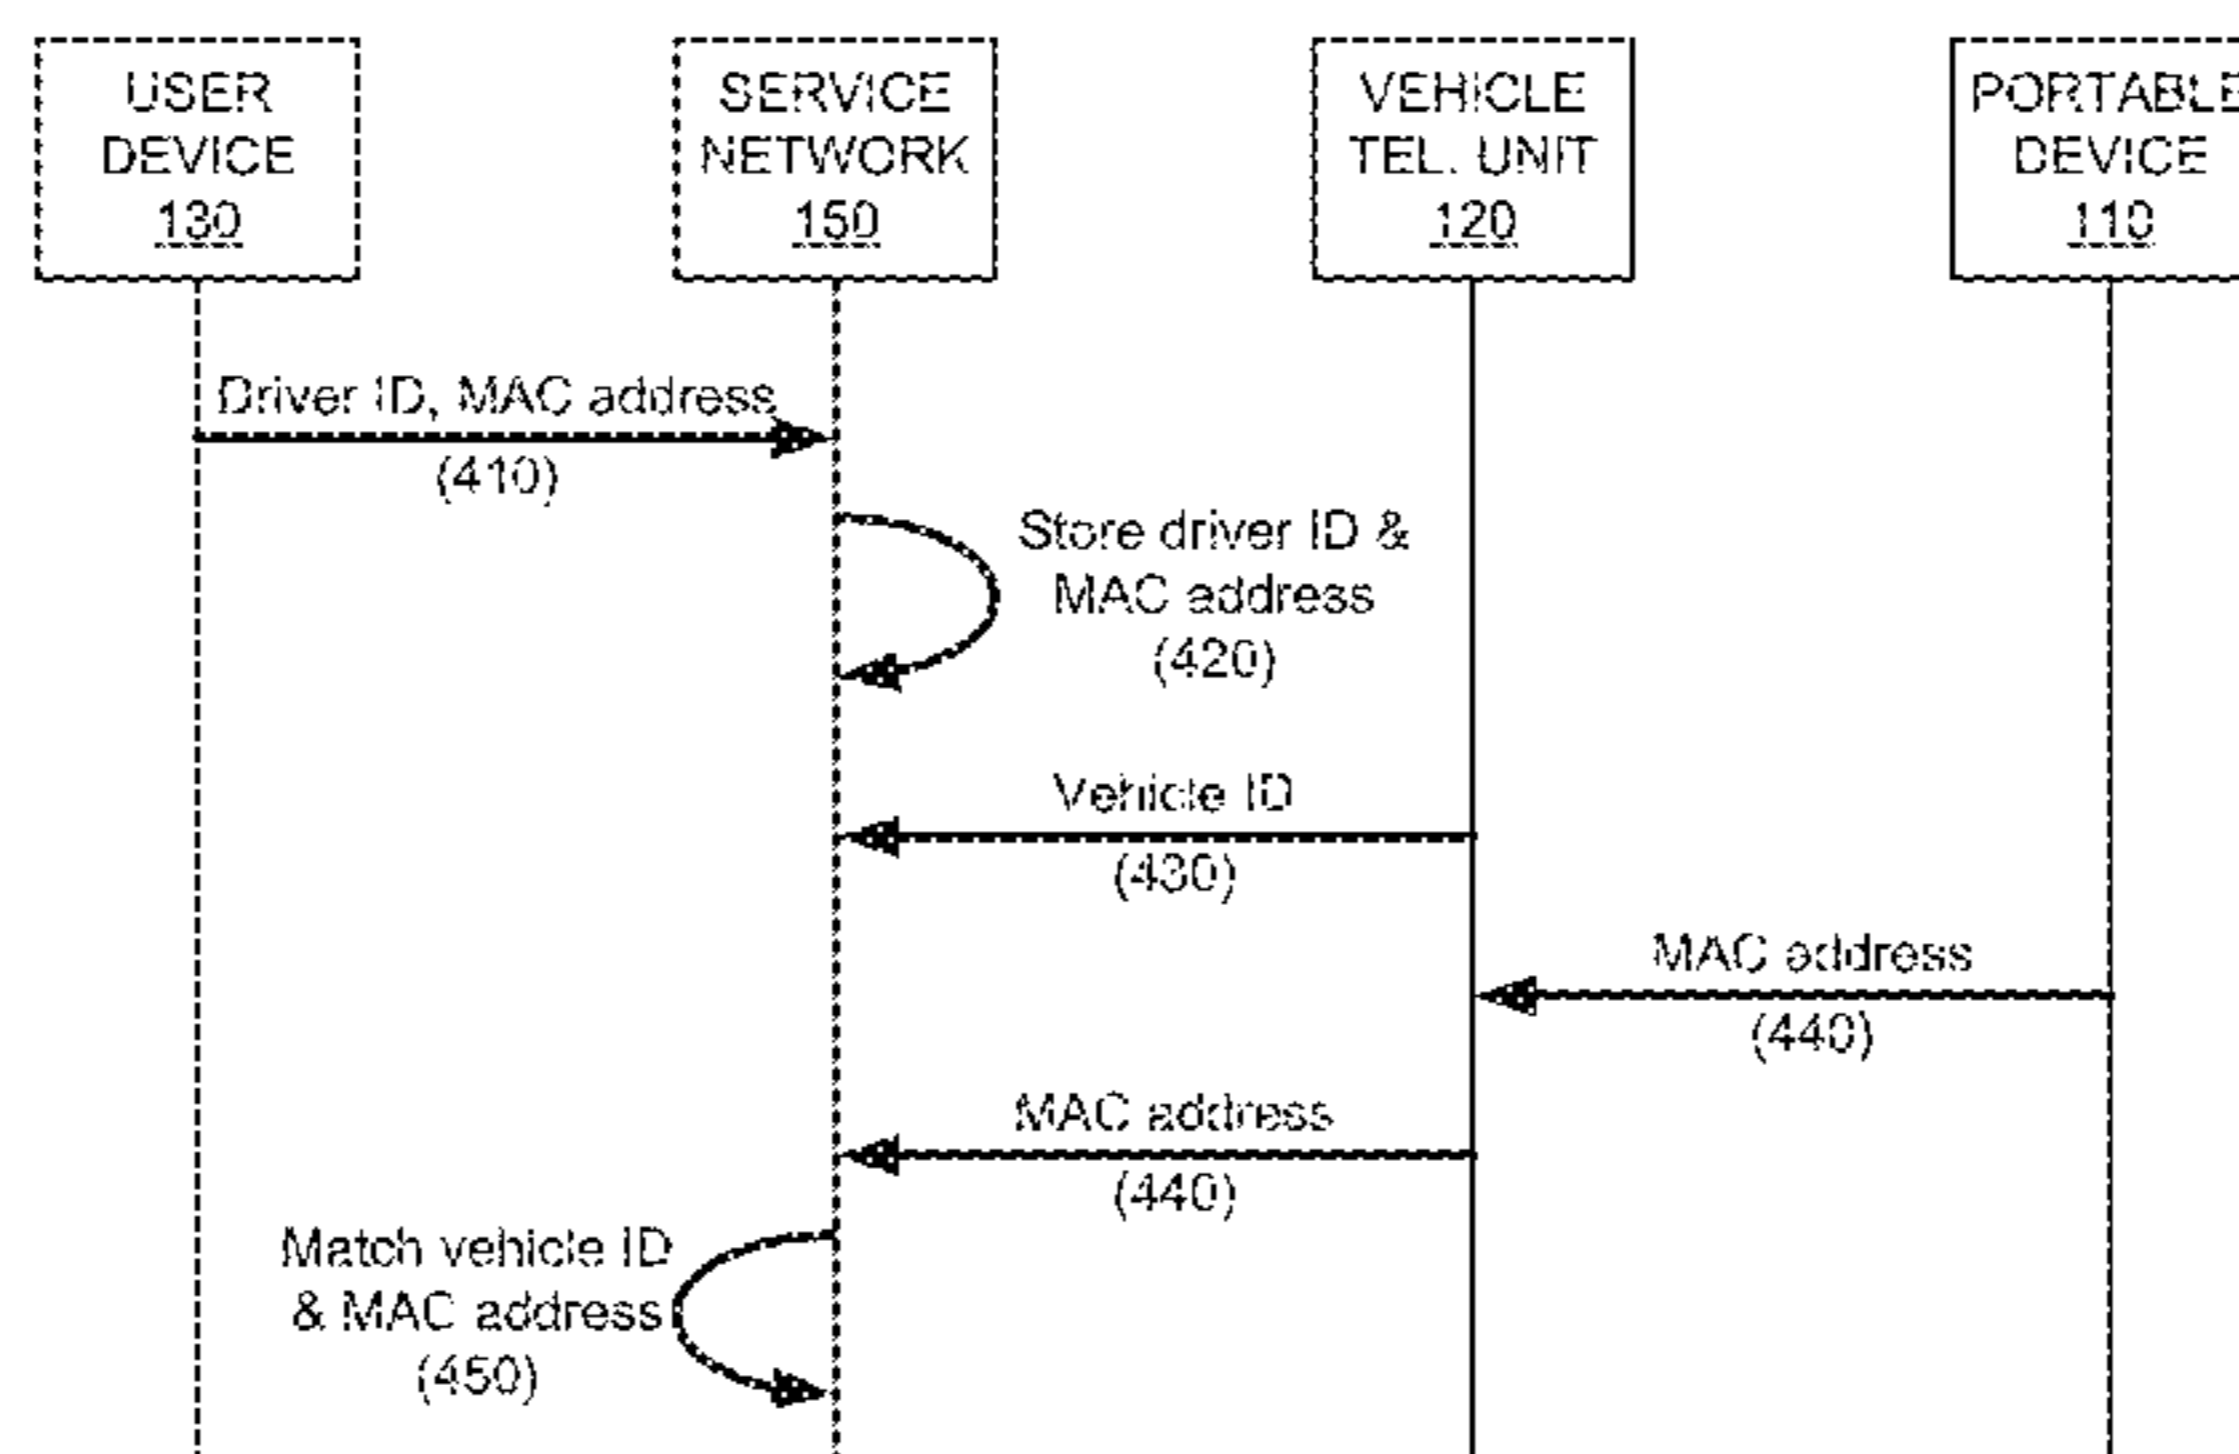 USER
DEVICE
130
SERVICE
NETWORK
150
VEHICLE
TEL. UNIT
120
PORTABLE
DEVICE
110
Driver ID, MAC address
(410)
Store driver ID &
MAC address
(420)
Vehicle ID
(430)
MAC address
(440)
MAC address
(440)
Match vehicle ID
& MAC address
(450)